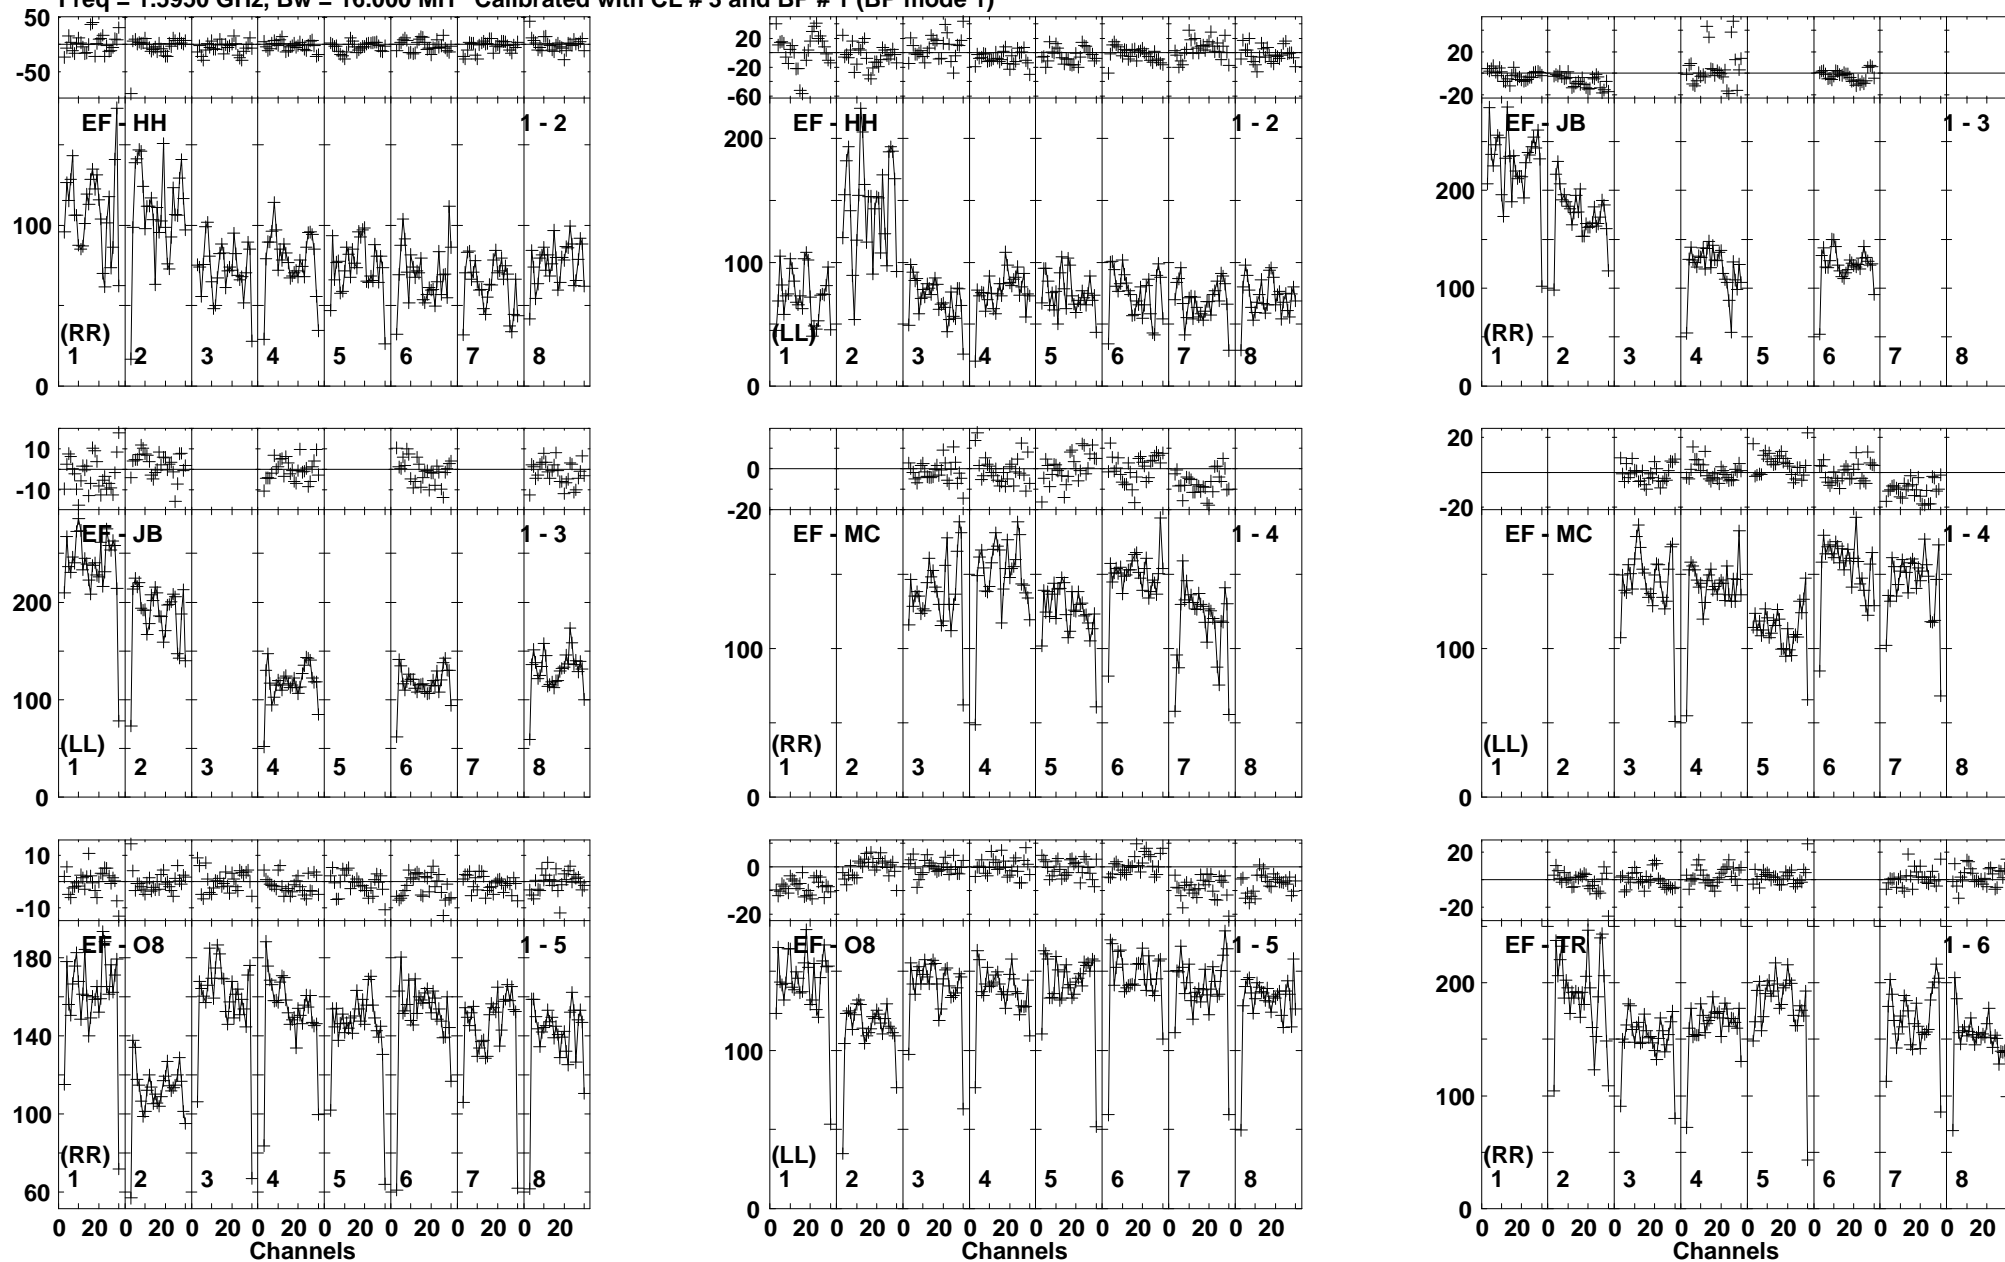 Freq = 1.5950 GHz, Bw = 16.000 MH Calibrated with CL # 3 and BP # 1 (BP mode 1)
50
-50
EF - HH 1 - 2
100
(RR)
1 2 3 4 5 6 7 8
0
20
-20
-60
EF - HH 1 - 2
200
100
(LL)
1 2 3 4 5 6 7 8
0
20
-20
EF - JB 1 - 3
200
100
(RR)
1 2 3 4 5 6 7 8
0
10
-10
EF - JB 1 - 3
200
100
(LL)
1 2 3 4 5 6 7 8
0
0
-20
EF - MC 1 - 4
100
(RR)
1 2 3 4 5 6 7 8
0
20
-20
EF - MC 1 - 4
100
(LL)
1 2 3 4 5 6 7 8
0
10
-10
EF - O8 1 - 5
180
140
100
(RR)
60
1 2 3 4 5 6 7 8
0 20 0 20 0 20 0 20 0 20 0 20 0 20 0 20
Channels
0
-20
EF - O8 1 - 5
100
(LL)
1 2 3 4 5 6 7 8
0
0 20 0 20 0 20 0 20 0 20 0 20 0 20 0 20
Channels
20
-20
EF - TR 1 - 6
200
100
(RR)
1 2 3 4 5 6 7 8
0
0 20 0 20 0 20 0 20 0 20 0 20 0 20 0 20
Channels